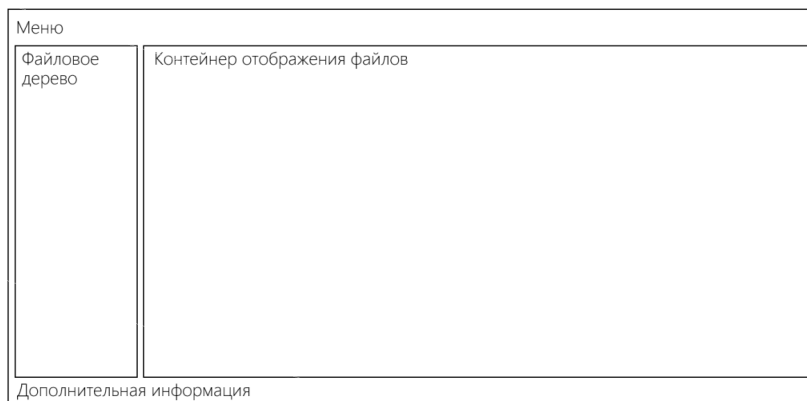 Меню
Файловое
дерево
Контейнер отображения файлов
Дополнительная информация